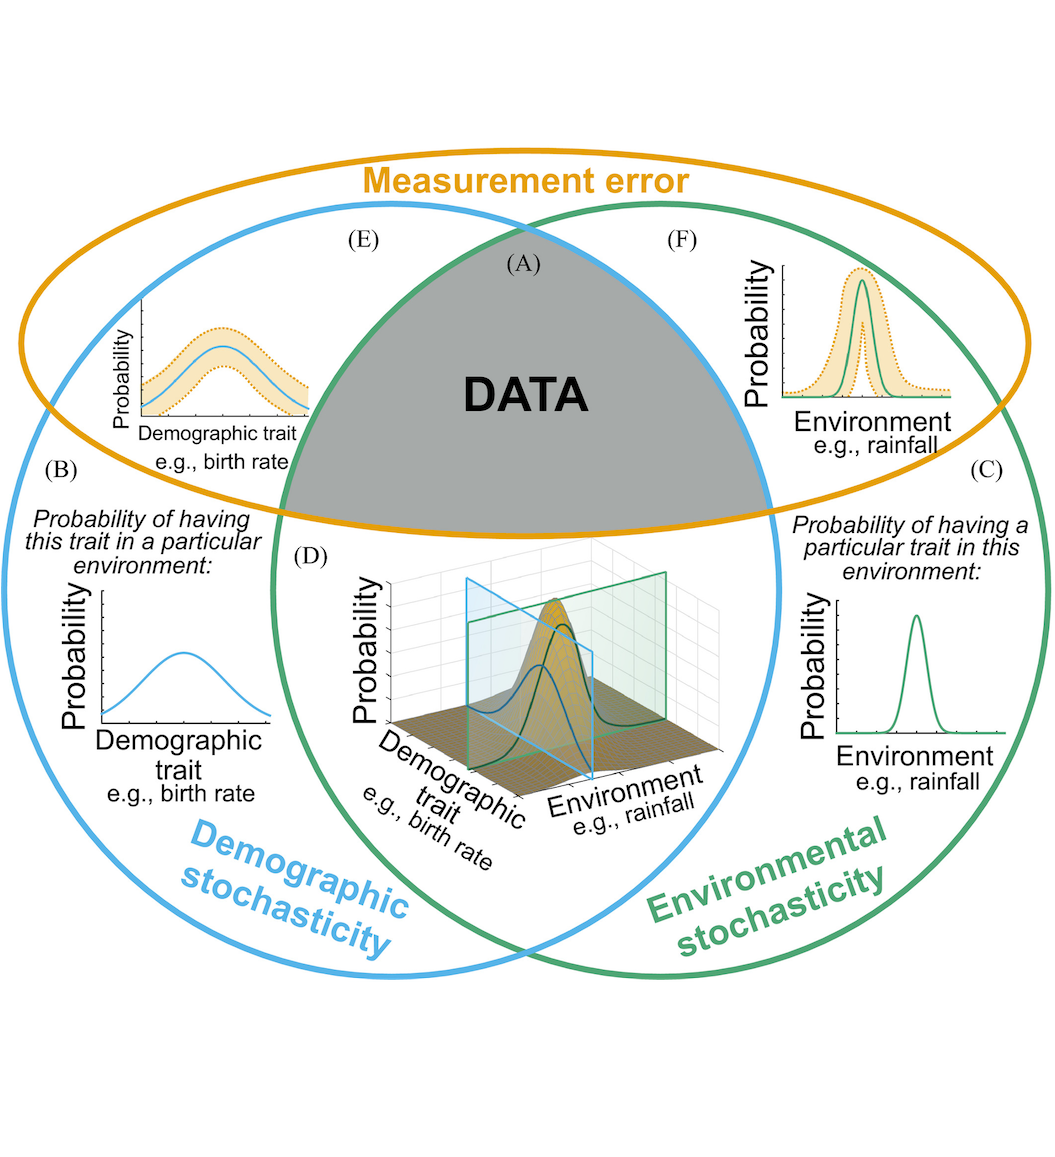 Measurement error
(E)
(F)
(A)
Probability
Demographic trait
e.g., birth rate
DATA
Probability
Environment
e.g., rainfall
(B)
(C)
Probability of having
this trait in a particular
environment:
Probability
Demographic
trait
e.g., birth rate
(D)
Probability
Demographic
trait
e.g., birth rate
Environment
e.g., rainfall
Probability of having a
particular trait in this
environment:
Probability
Environment
e.g., rainfall
Demographic
stochasticity
Environmental
stochasticity